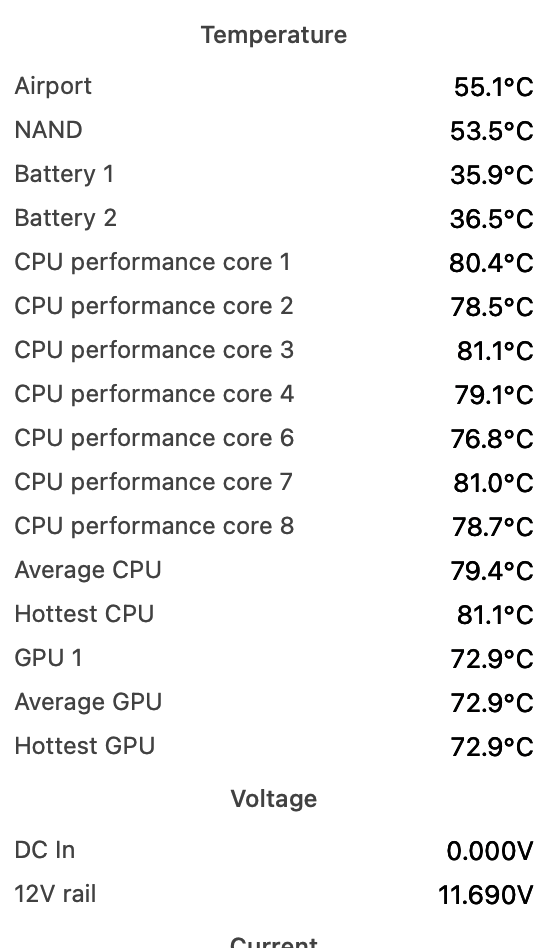 Temperature
Airport 55.1°C
NAND 53.5°C
Battery 1 35.9°C
Battery 2 36.5°C
CPU performance core 1 80.4°C
CPU performance core 2 78.5°C
CPU performance core 3 81.1°C
CPU performance core 4 79.1°C
CPU performance core 6 76.8°C
CPU performance core 7 81.0°C
CPU performance core 8 78.7°C
Average CPU 79.4°C
Hottest CPU 81.1°C
GPU 1 72.9°C
Average GPU 72.9°C
Hottest GPU 72.9°C
Voltage
DC In 0.000V
12V rail 11.690V
Current